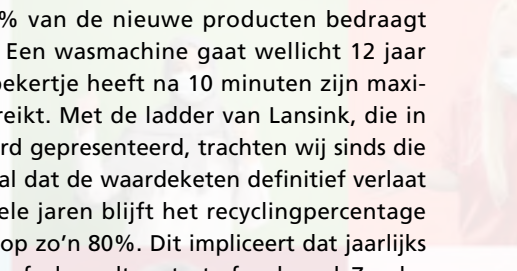 % van de nieuwe producten bedraagt
Een wasmachine gaat wellicht 12 jaar
ekertje heeft na 10 minuten zijn maxi-
reikt. Met de ladder van Lansink, die in
rd gepresenteerd, trachten wij sinds die
al dat de waardeketen definitief verlaat
ele jaren blijft het recyclingpercentage
op zo’n 80%. Dit impliceert dat jaarlijks